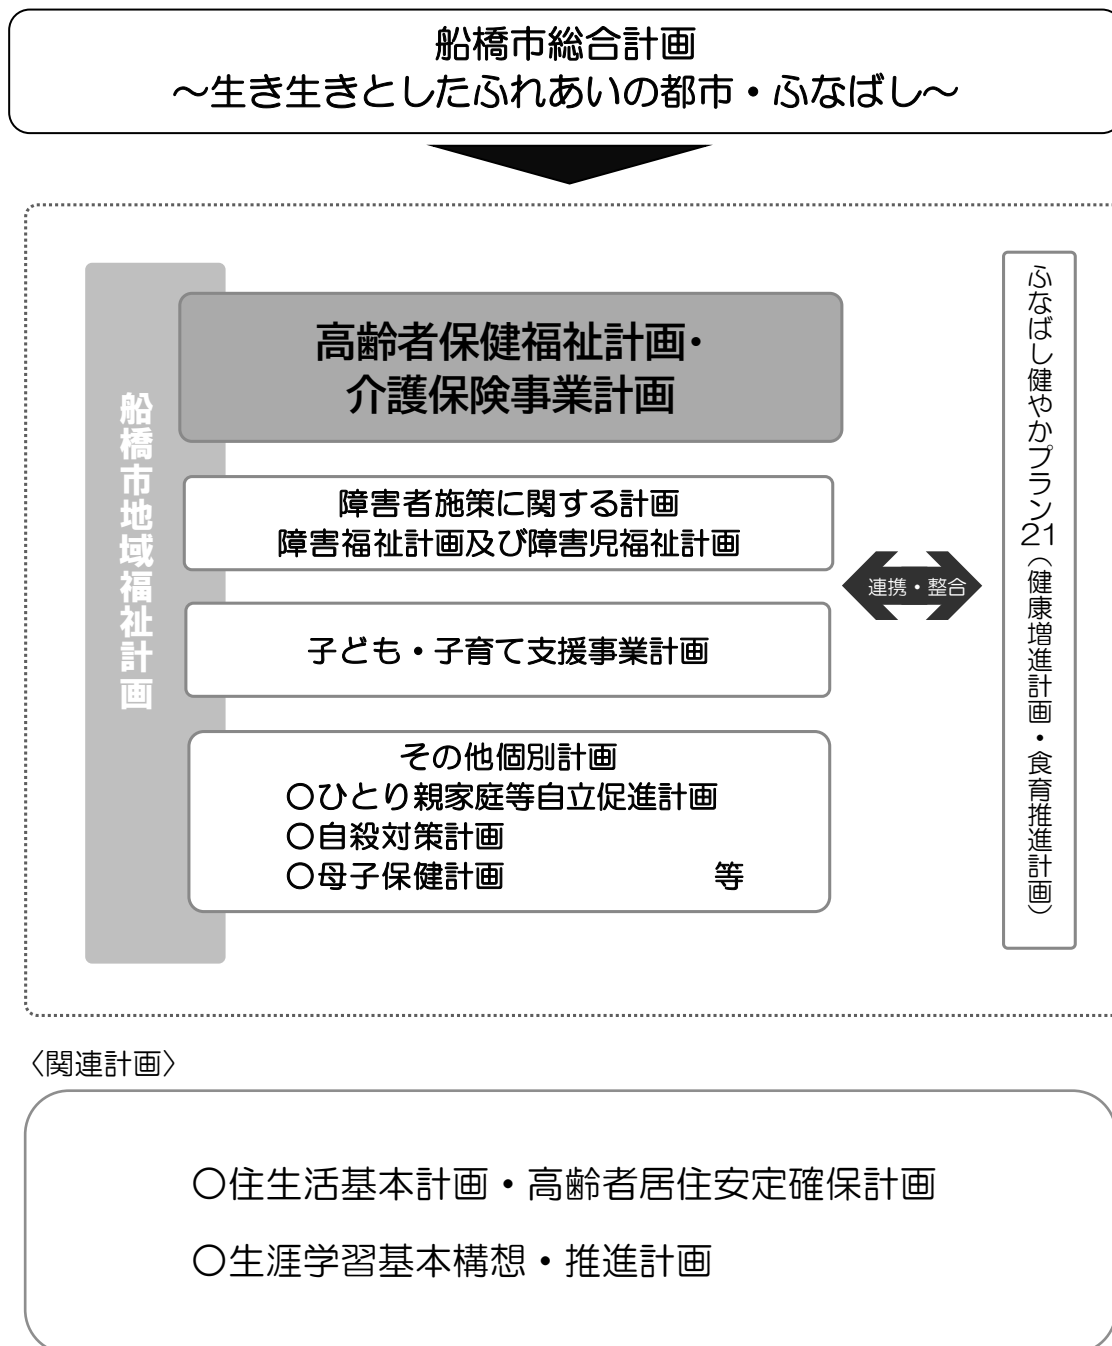 船橋市総合計画
～生き生きとしたふれあいの都市・ふなばし～
船橋市地域福祉計画
高齢者保健福祉計画・
介護保険事業計画
障害者施策に関する計画
障害福祉計画及び障害児福祉計画
子ども・子育て支援事業計画
その他個別計画
○ひとり親家庭等自立促進計画
○自殺対策計画
○母子保健計画 等
連携・整合
ふなばし健やかプラン21（健康増進計画・食育推進計画）
〈関連計画〉
○住生活基本計画・高齢者居住安定確保計画
○生涯学習基本構想・推進計画